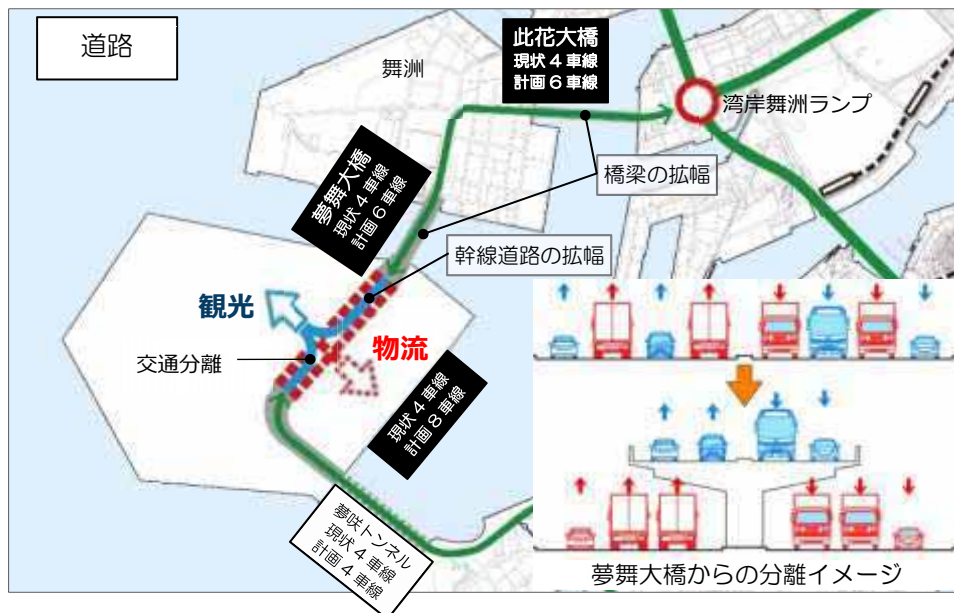 道路
舞洲
此花大橋
現状4車線
計画6車線
湾岸舞洲ランプ
橋梁の拡幅
夢舞大橋
現状4車線
計画6車線
幹線道路の拡幅
観光
交通分離
物流
現状4車線
計画8車線
夢咲トンネル
現状4車線
計画4車線
夢舞大橋からの分離イメージ